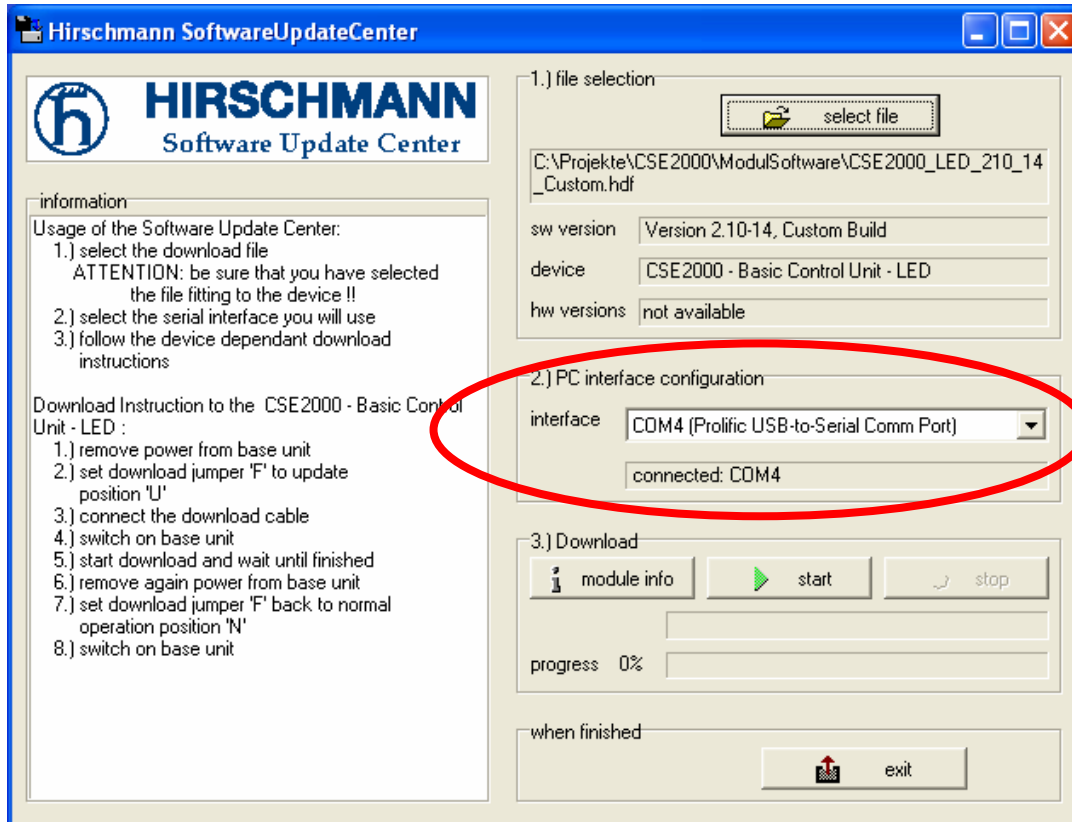 Hirschmann SoftwareUpdateCenter
HIRSCHMANN
Software Update Center
information
Usage of the Software Update Center:
1.) select the download file
ATTENTION: be sure that you have selected
the file fitting to the device !!
2.) select the serial interface you will use
3.) follow the device dependant download
instructions
Download Instruction to the CSE2000 - Basic Control
Unit - LED :
1.) remove power from base unit
2.) set download jumper 'F' to update
position 'U'
3.) connect the download cable
4.) switch on base unit
5.) start download and wait until finished
6.) remove again power from base unit
7.) set download jumper 'F' back to normal
operation position 'N'
8.) switch on base unit
1.) file selection
select file
C:\Projekte\CSE2000\ModulSoftware\CSE2000_LED_210_14
_Custom.hdf
sw version Version 2.10-14, Custom Build
device CSE2000 - Basic Control Unit - LED
hw versions not available
2.) PC interface configuration
interface COM4 (Prolific USB-to-Serial Comm Port)
connected: COM4
3.) Download
module info start stop
progress 0%
when finished
exit